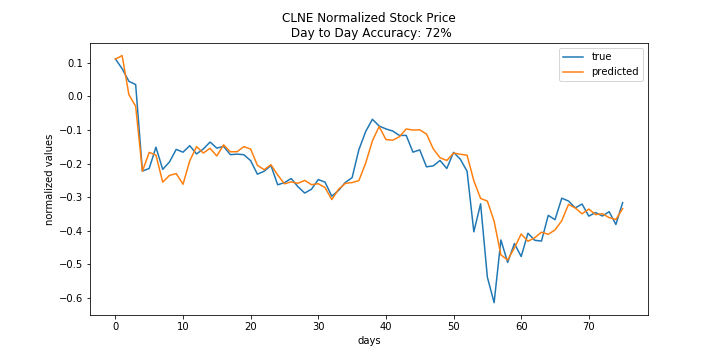 CLNE Normalized Stock Price
Day to Day Accuracy: 72%
true
predicted
normalized values
0.1
0.0
−0.1
−0.2
−0.3
−0.4
−0.5
−0.6
0 10 20 30 40 50 60 70
days